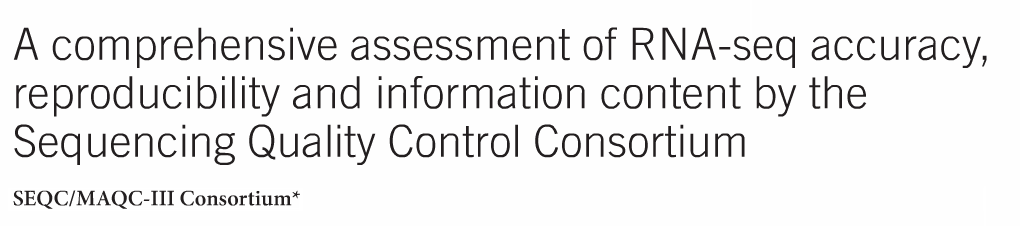 A comprehensive assessment of RNA-seq accuracy,
reproducibility and information content by the
Sequencing Quality Control Consortium
SEQC/MAQC-III Consortium*